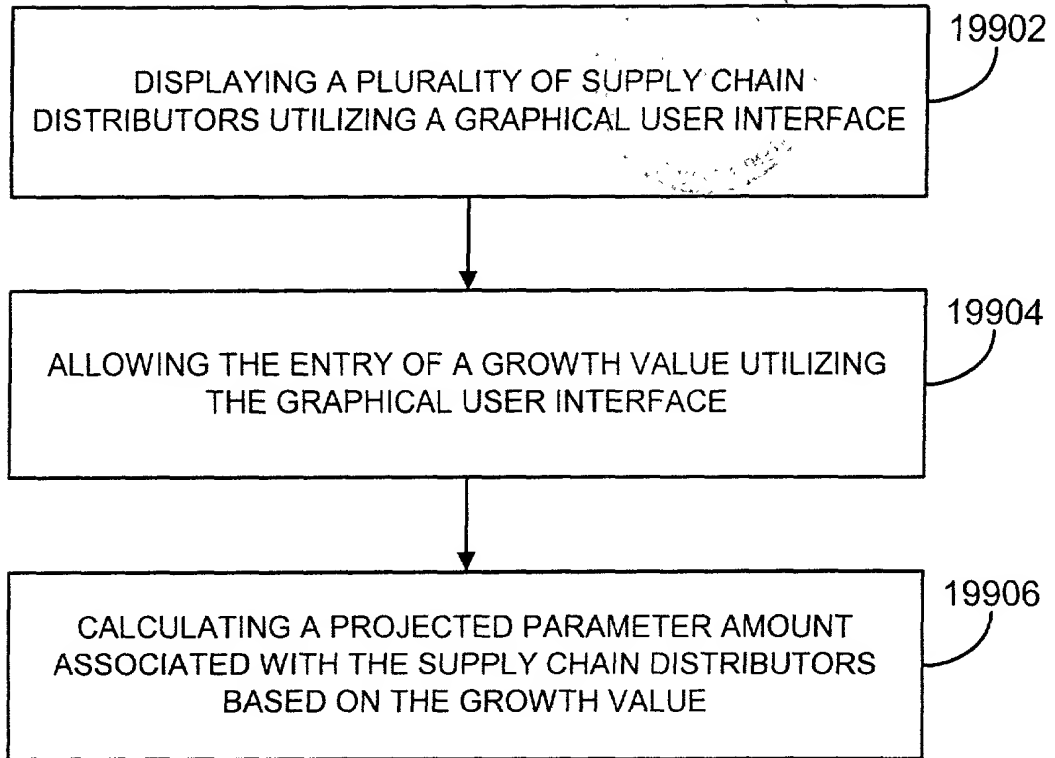 19902
DISPLAYING A PLURALITY OF SUPPLY CHAIN
DISTRIBUTORS UTILIZING A GRAPHICAL USER INTERFACE
19904
ALLOWING THE ENTRY OF A GROWTH VALUE UTILIZING
THE GRAPHICAL USER INTERFACE
19906
CALCULATING A PROJECTED PARAMETER AMOUNT
ASSOCIATED WITH THE SUPPLY CHAIN DISTRIBUTORS
BASED ON THE GROWTH VALUE